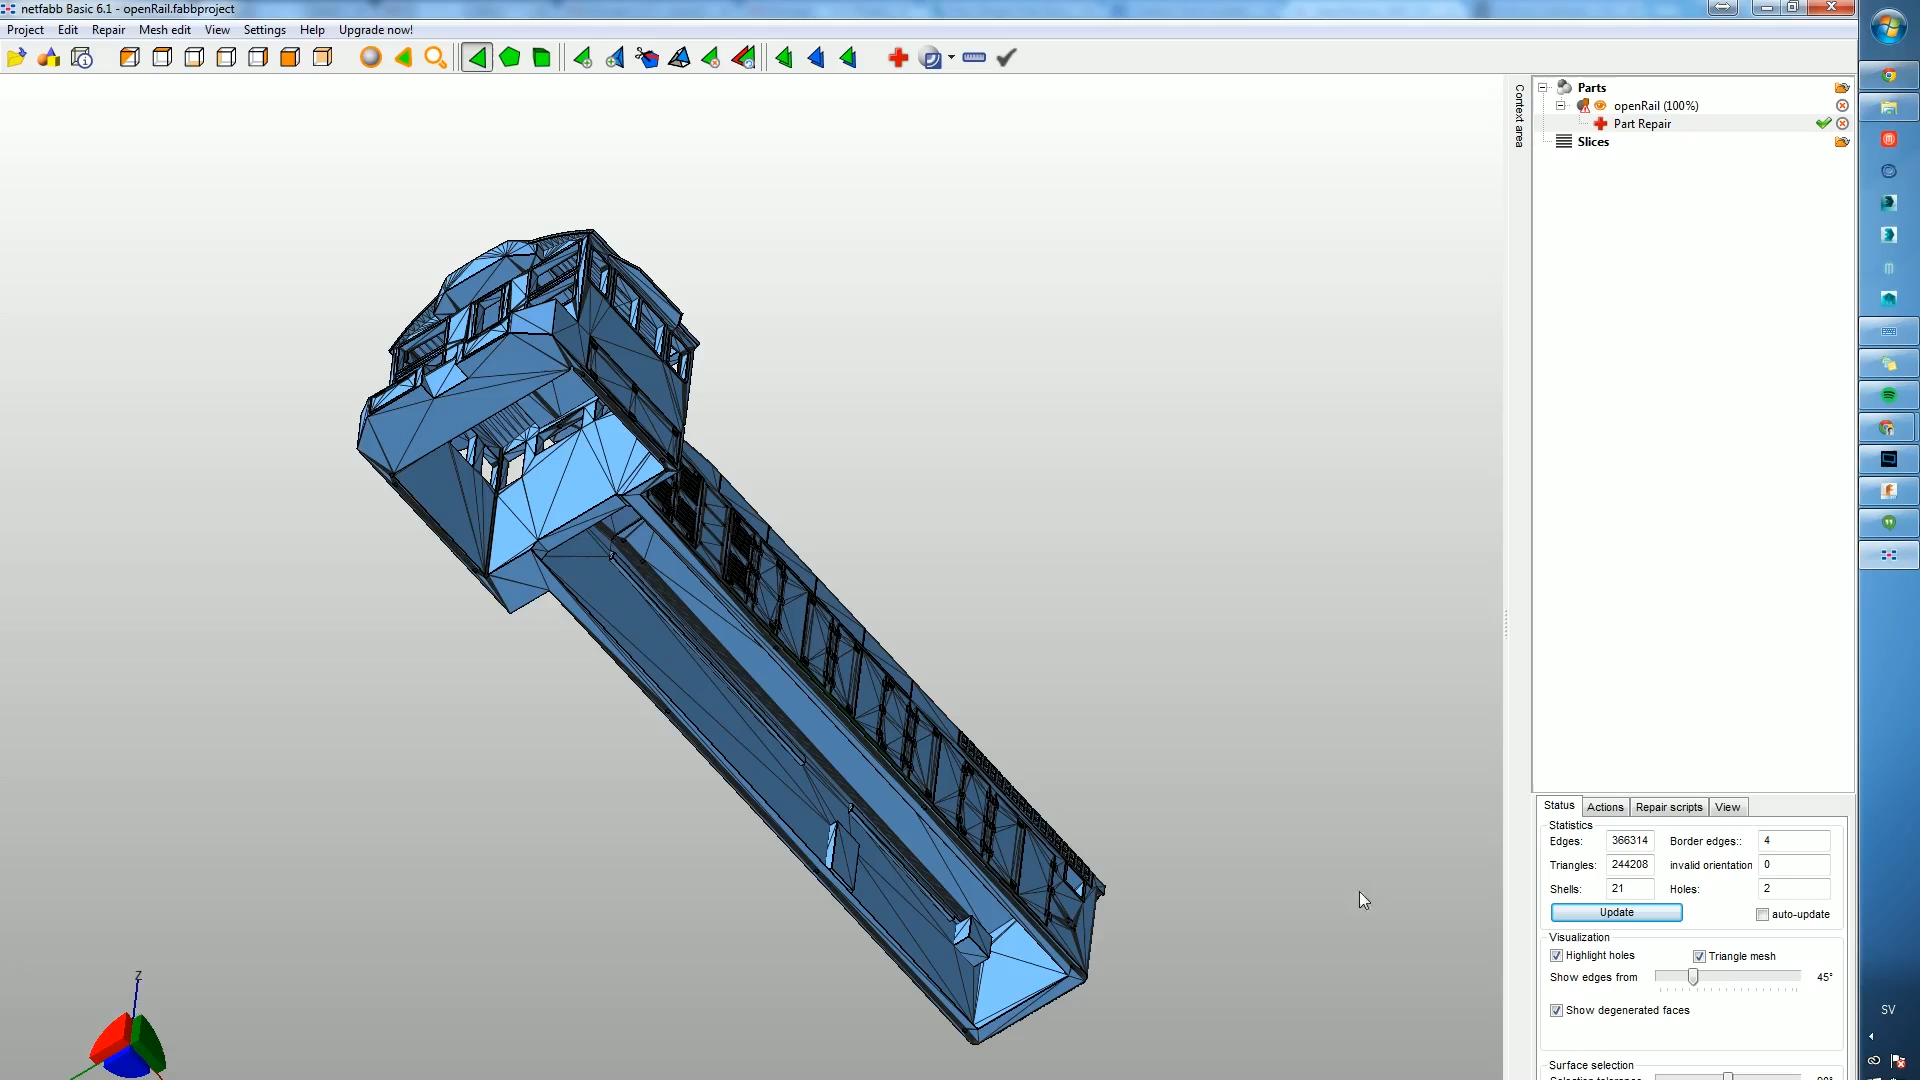 netfabb Basic 6.1 - openRail.fabbproject
Project Edit Repair Mesh edit View Settings Help Upgrade now!
Context area
Parts
openRail (100%)
Part Repair
Slices
Status Actions Repair scripts View
Statistics
Edges: 366314 Border edges:: 4
Triangles: 244208 invalid orientation 0
Shells: 21 Holes: 2
Update auto-update
Visualization
Highlight holes Triangle mesh
Show edges from 45°
Show degenerated faces
Surface selection
Selection tolerance
Z
SV